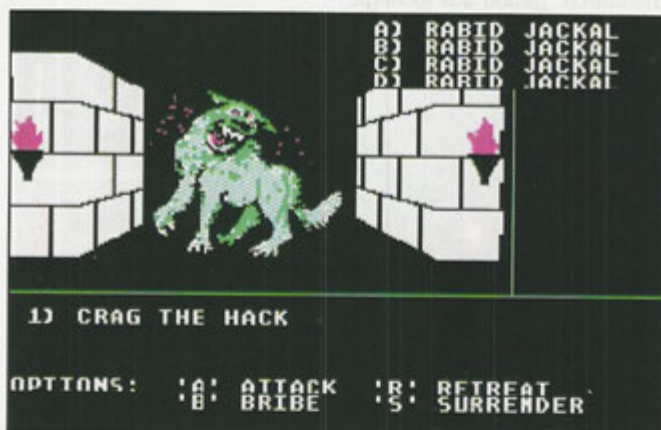 A) RABID JACKAL
B) RABID JACKAL
C) RABID JACKAL
D) RABID JACKAL
1) CRAG THE HACK
OPTIONS: 'A' ATTACK 'R' RETREAT
'B' BRIBE 'S' SURRENDER